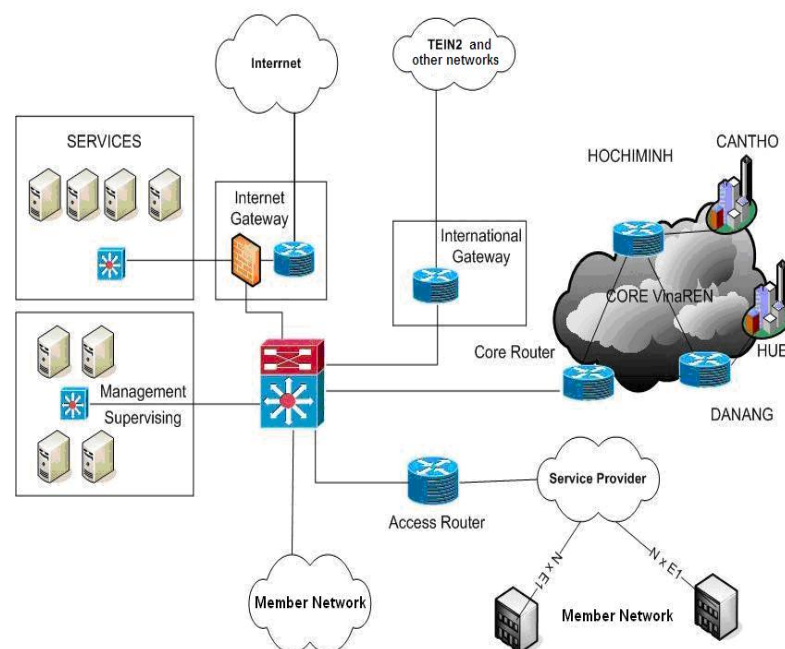 Interrnet
TEIN2 and
other networks
SERVICES
Internet
Gateway
International
Gateway
HOCHIMINH
CANTHO
CORE VinaREN
HUE
DANANG
Core Router
Management
Supervising
Access Router
Service Provider
N x E1
N x E1
Member Network
Member Network